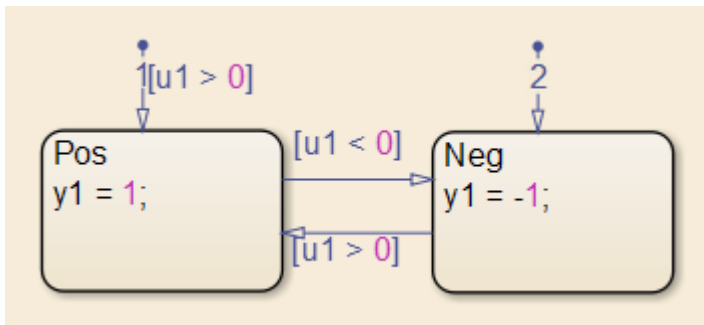 1[u1 > 0]
2
Pos
y1 = 1;
[u1 < 0]
[u1 > 0]
Neg
y1 = -1;